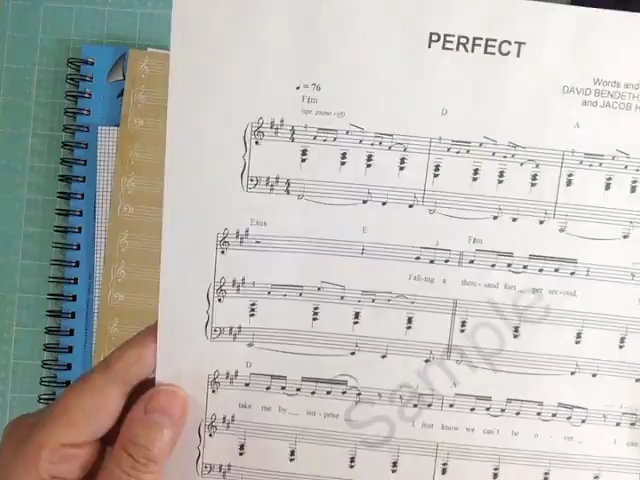 PERFECT
Words and
DAVID BENDETH,
and JACOB H
♩ = 76
F#m
D
A
Esus
E
F#m
Fall-ing a thou-sand feet per sec-ond,
D
take me by sur-prise
I just know we can't be o-ver, I can
Sample